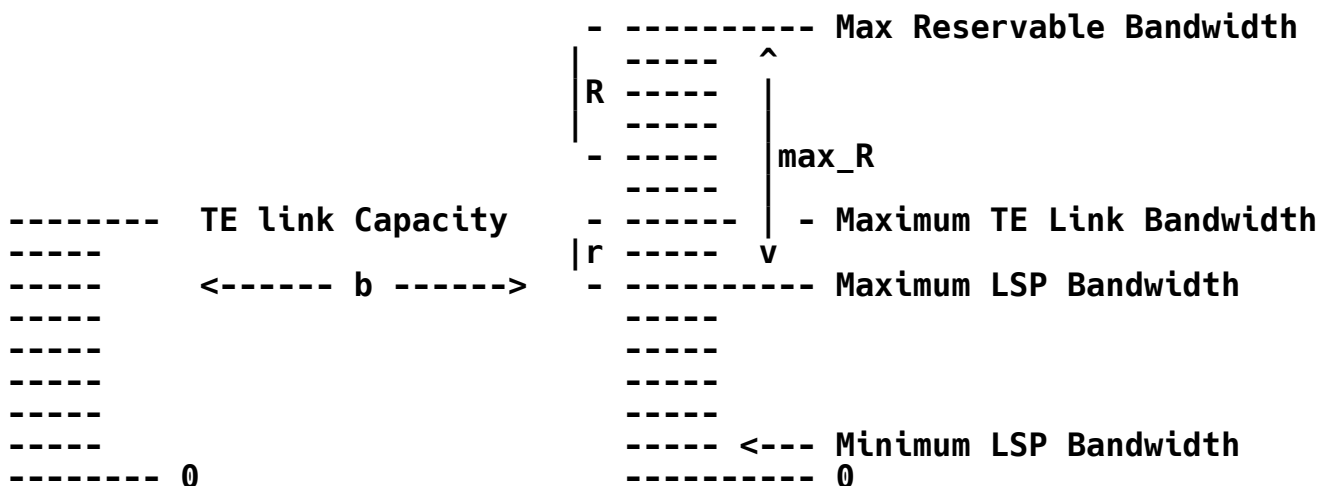 - ---------- Max Reservable Bandwidth
                             |  -----  ^
                             |R -----  |
                             |  -----  |
                              - -----  |max_R
                                -----  |
--------  TE link Capacity    - ------ | - Maximum TE Link Bandwidth
-----                        |r -----  v
-----     <------ b ------>   - ---------- Maximum LSP Bandwidth
-----                           -----
-----                           -----
-----                           -----
-----                           -----
-----                           ----- <--- Minimum LSP Bandwidth
-------- 0                      ---------- 0